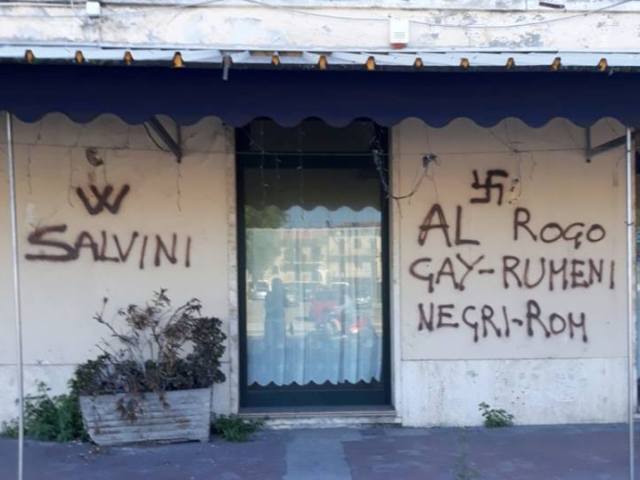 W
SALVINI
AL ROGO
GAY-RUMENI
NEGRI-ROM